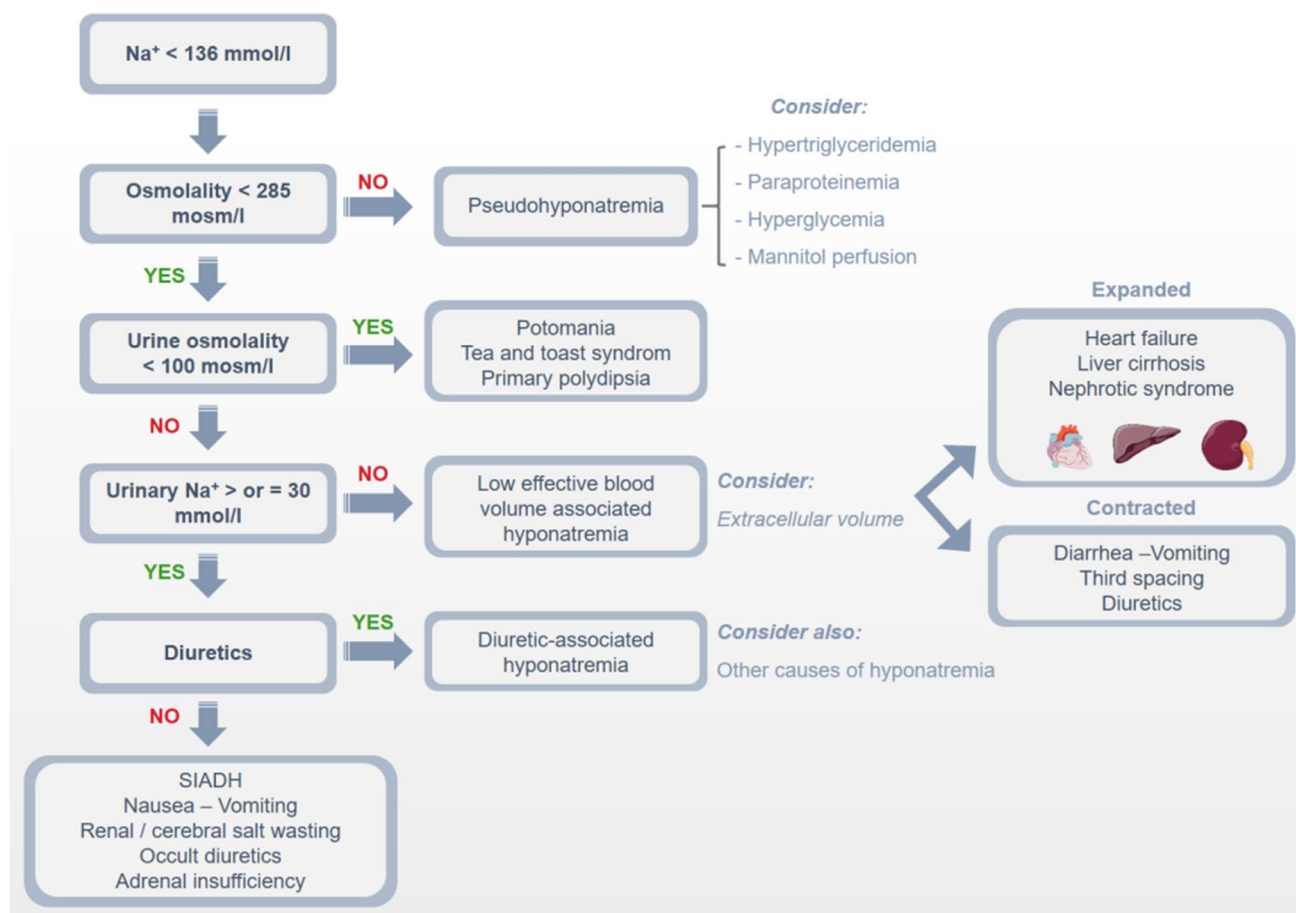 Na⁺ < 136 mmol/l
Osmolality < 285
mosm/l
NO
Pseudohyponatremia
Consider:
- Hypertriglyceridemia
- Paraproteinemia
- Hyperglycemia
- Mannitol perfusion
YES
Urine osmolality
< 100 mosm/l
YES
Potomania
Tea and toast syndrom
Primary polydipsia
NO
Urinary Na⁺ > or = 30
mmol/l
NO
Low effective blood
volume associated
hyponatremia
Consider:
Extracellular volume
Expanded
Heart failure
Liver cirrhosis
Nephrotic syndrome
Contracted
Diarrhea –Vomiting
Third spacing
Diuretics
YES
Diuretics
YES
Diuretic-associated
hyponatremia
Consider also:
Other causes of hyponatremia
NO
SIADH
Nausea – Vomiting
Renal / cerebral salt wasting
Occult diuretics
Adrenal insufficiency